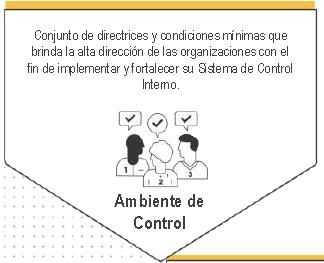 Conjunto de directrices y condiciones mínimas que
brinda la alta dirección de las organizaciones con el
fin de implementar y fortalecer su Sistema de Control
Interno.
1
2
3
Ambiente de
Control